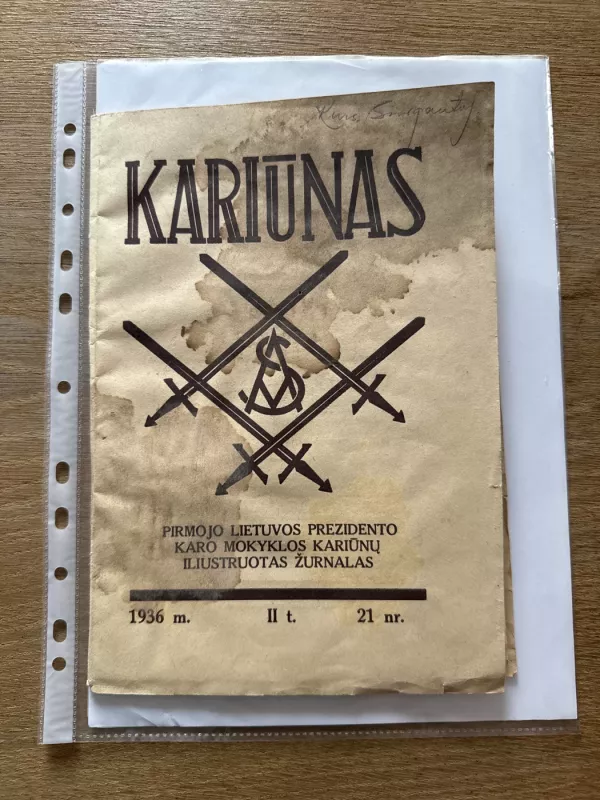 KARIŪNAS
PIRMOJO LIETUVOS PREZIDENTO
KARO MOKYKLOS KARIŪNŲ
ILIUSTRUOTAS ŽURNALAS
1936 m. II t. 21 nr.